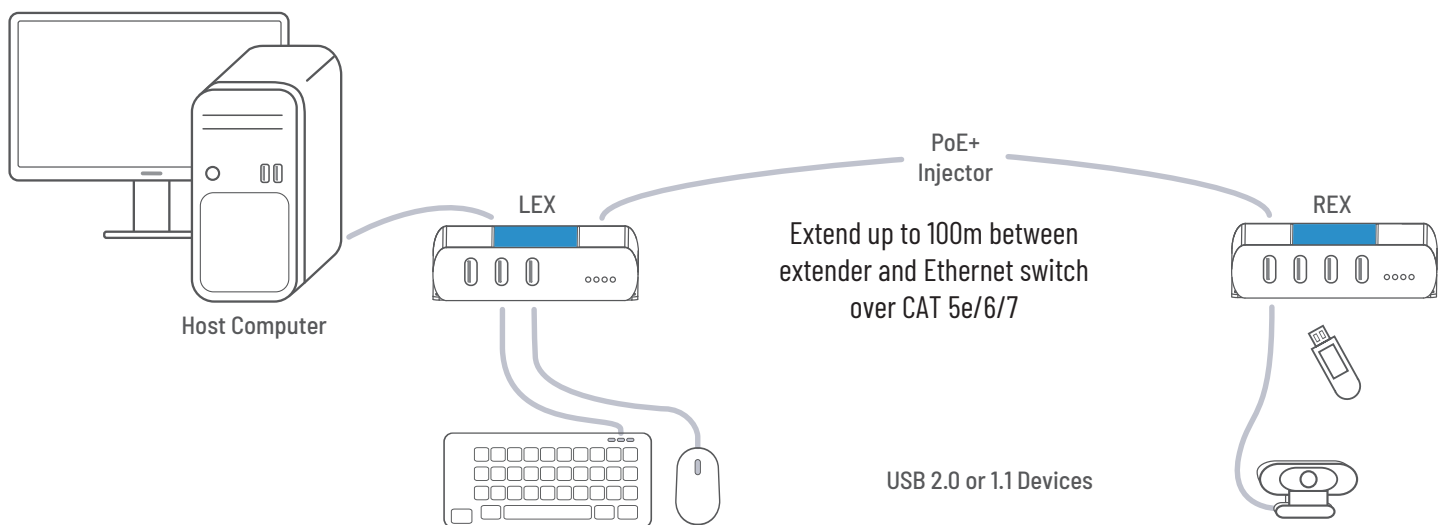 PoE+
Injector
LEX
REX
Extend up to 100m between
extender and Ethernet switch
over CAT 5e/6/7
Host Computer
USB 2.0 or 1.1 Devices